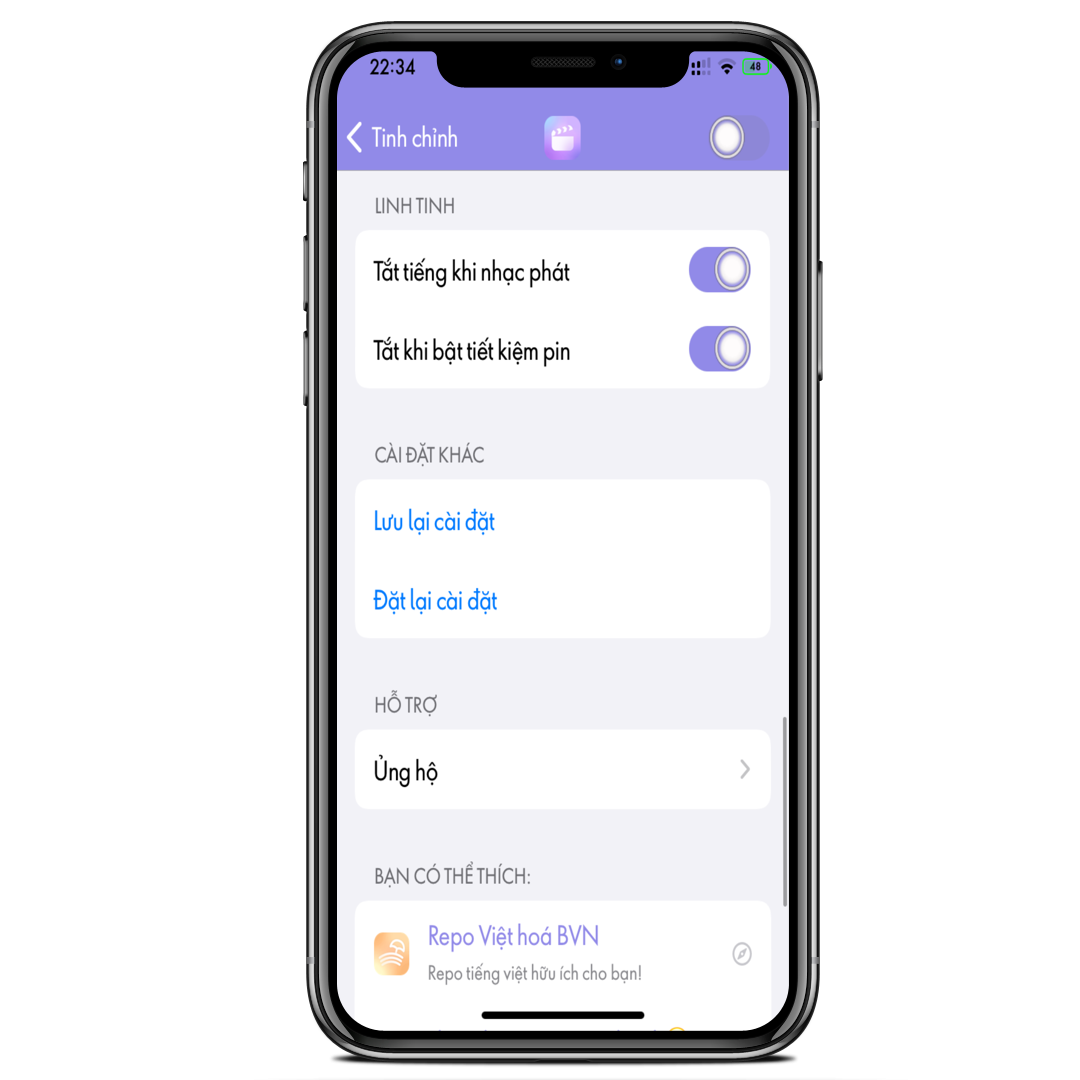 22:34
48
Tinh chỉnh
LINH TINH
Tắt tiếng khi nhạc phát
Tắt khi bật tiết kiệm pin
CÀI ĐẶT KHÁC
Lưu lại cài đặt
Đặt lại cài đặt
HỖ TRỢ
Ủng hộ
BẠN CÓ THỂ THÍCH:
Repo Việt hoá BVN
Repo tiếng việt hữu ích cho bạn!